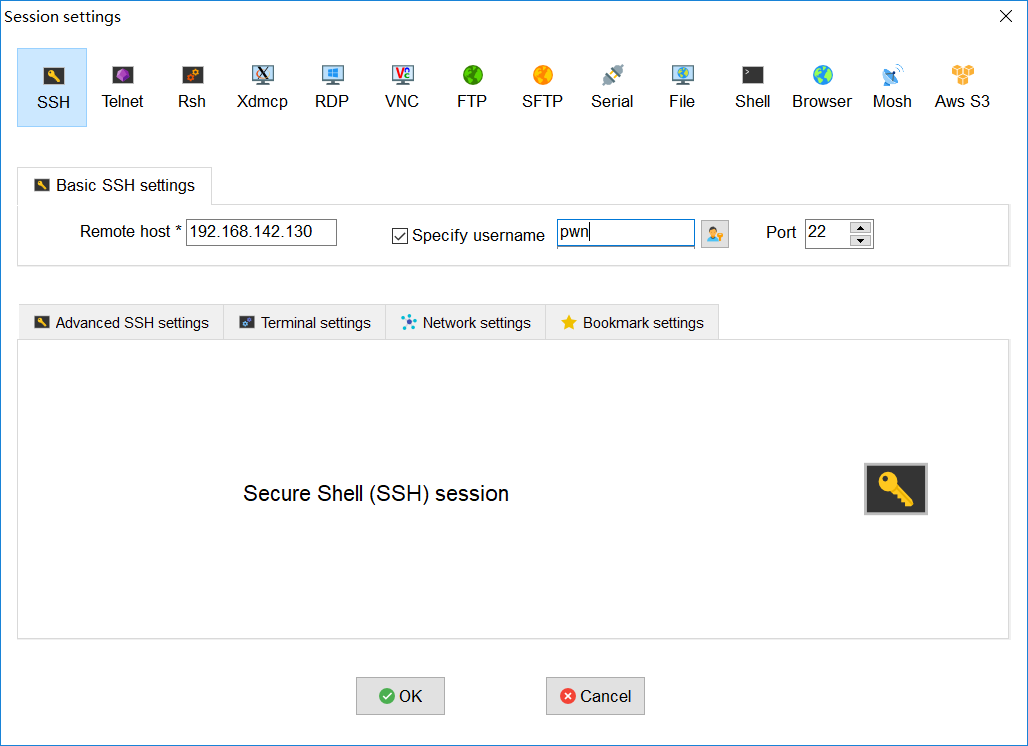 Session settings
SSH Telnet Rsh Xdmcp RDP VNC FTP SFTP Serial File Shell Browser Mosh Aws S3
Basic SSH settings
Remote host * 192.168.142.130 Specify username pwn Port 22
Advanced SSH settings Terminal settings Network settings Bookmark settings
Secure Shell (SSH) session
OK Cancel